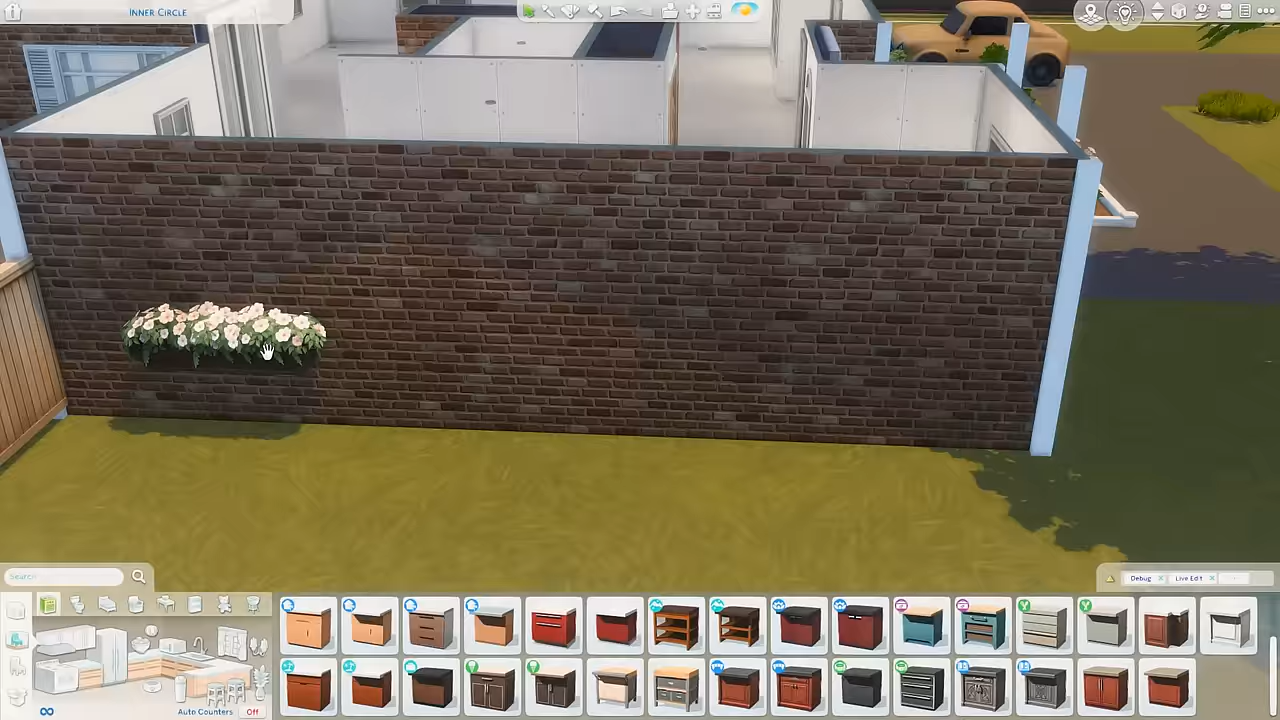 INNER CIRCLE
Search
Debug
Live Edit
Auto Counters
Off